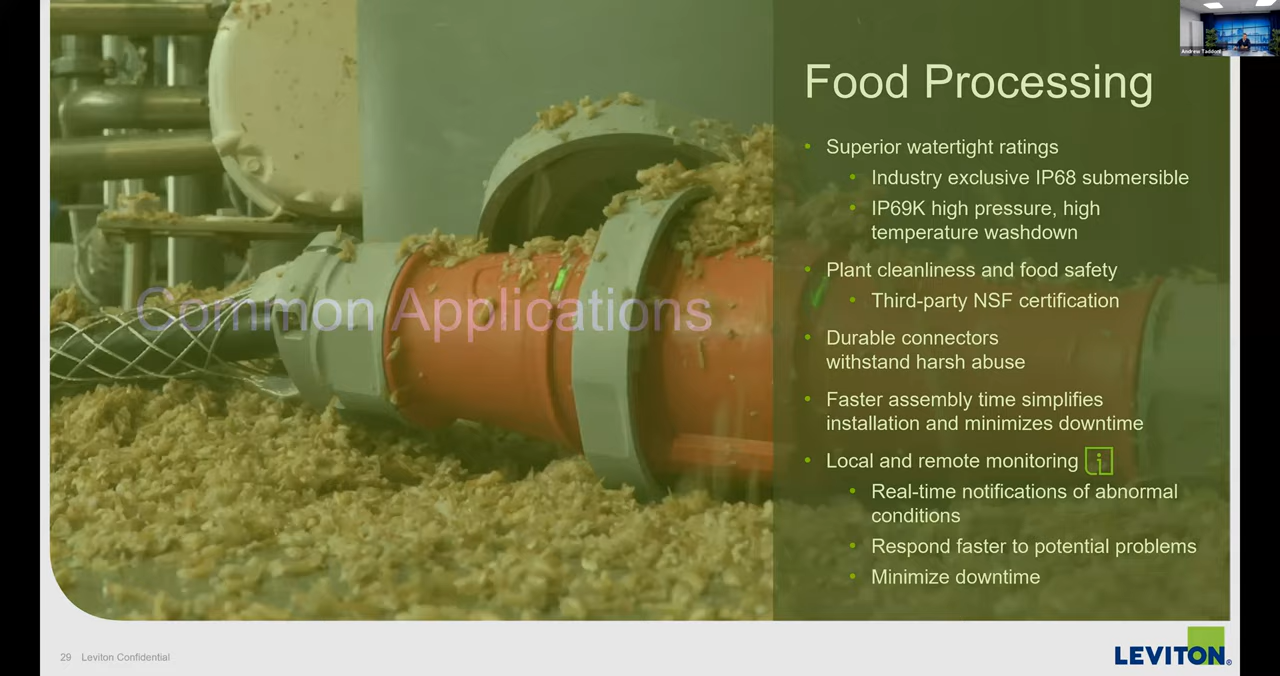 Andrew Taddoni
Food Processing
• Superior watertight ratings
• Industry exclusive IP68 submersible
• IP69K high pressure, high
temperature washdown
• Plant cleanliness and food safety
• Third-party NSF certification
• Durable connectors
withstand harsh abuse
• Faster assembly time simplifies
installation and minimizes downtime
• Local and remote monitoring i
• Real-time notifications of abnormal
conditions
• Respond faster to potential problems
• Minimize downtime
Common Applications
29 Leviton Confidential
LEVITON®